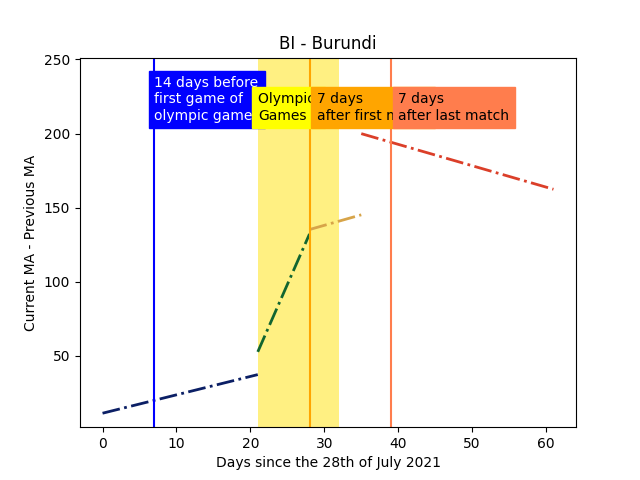 BI - Burundi
250
200
150
100
50
Current MA - Previous MA
14 days before
first game of
olympic game
Olympic
Games
7 days
after first
7 days
after last match
0 10 20 30 40 50 60
Days since the 28th of July 2021